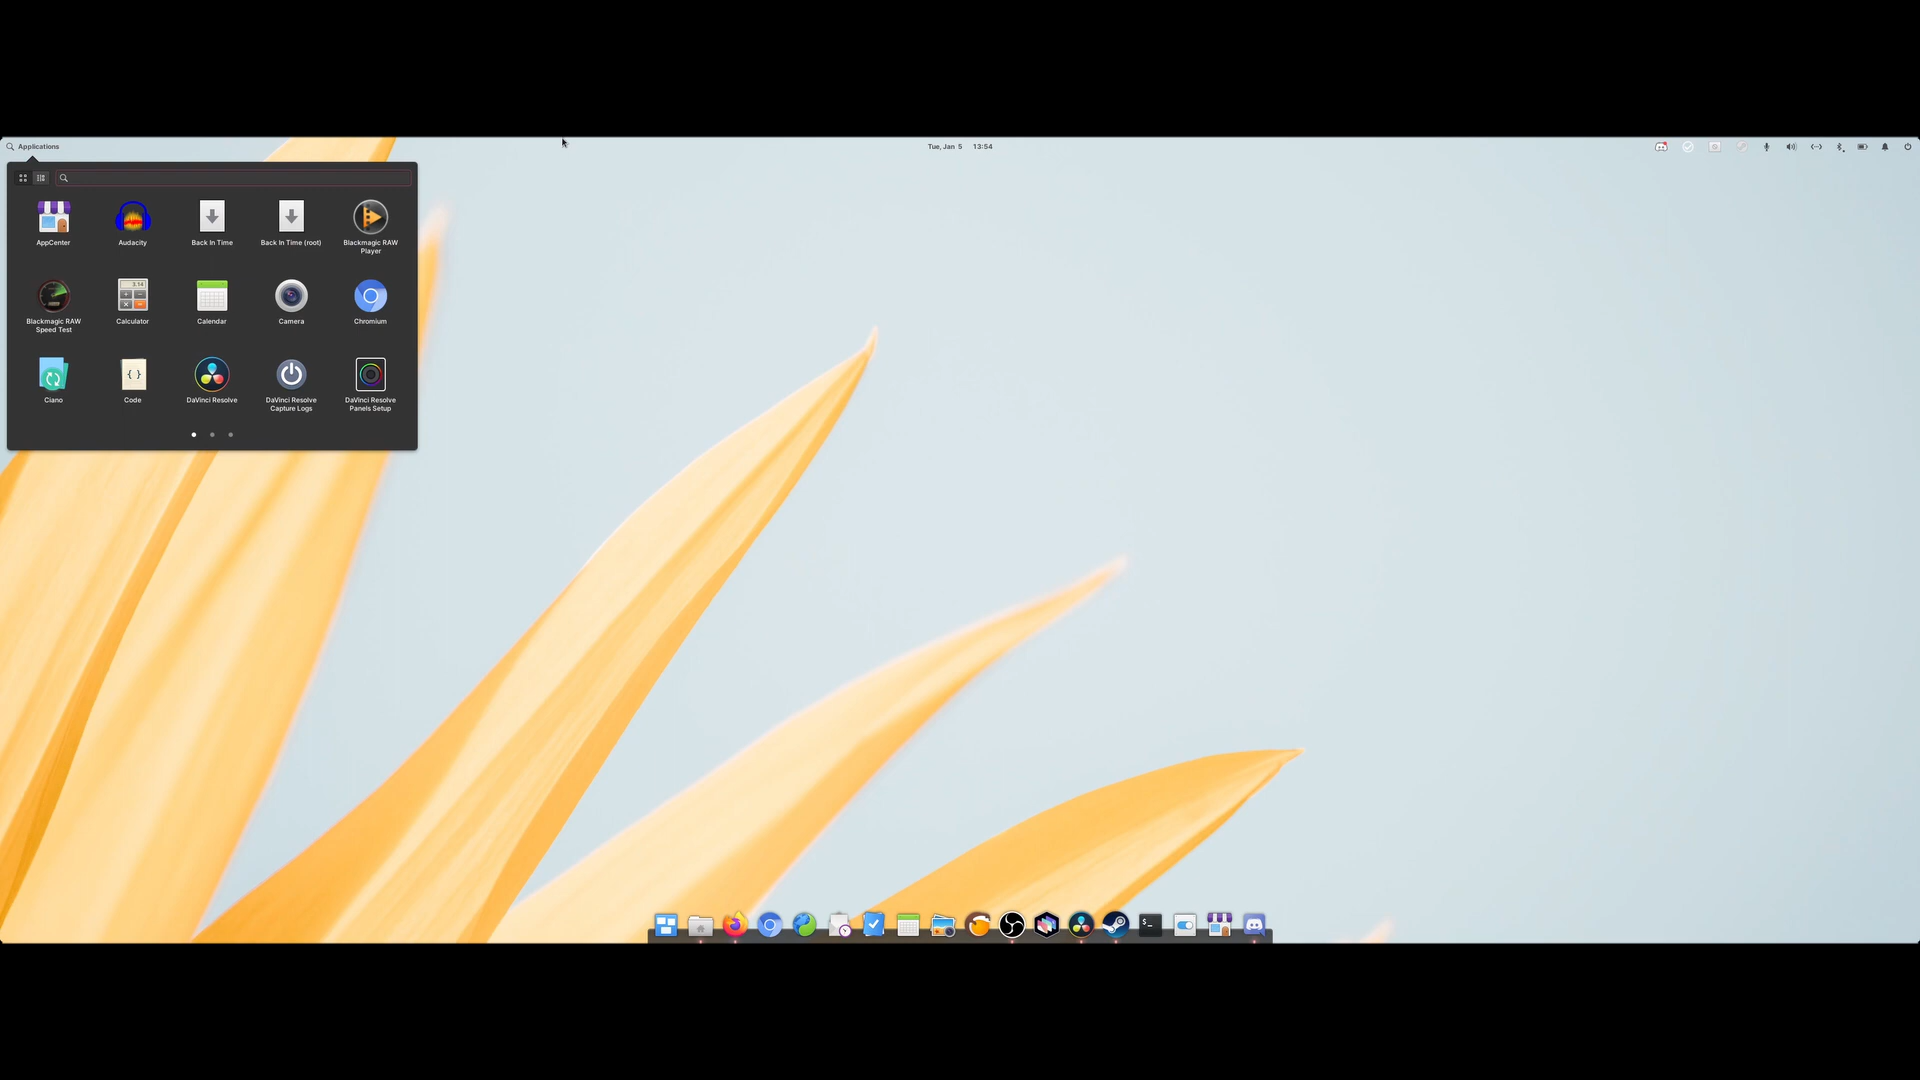 Applications
Tue, Jan 5 13:54
AppCenter
Audacity
Back In Time
Back In Time (root)
Blackmagic RAW
Player
Blackmagic RAW
Speed Test
3.14
Calculator
Calendar
Camera
Chromium
Ciano
{ }
Code
DaVinci Resolve
DaVinci Resolve
Capture Logs
DaVinci Resolve
Panels Setup
>_